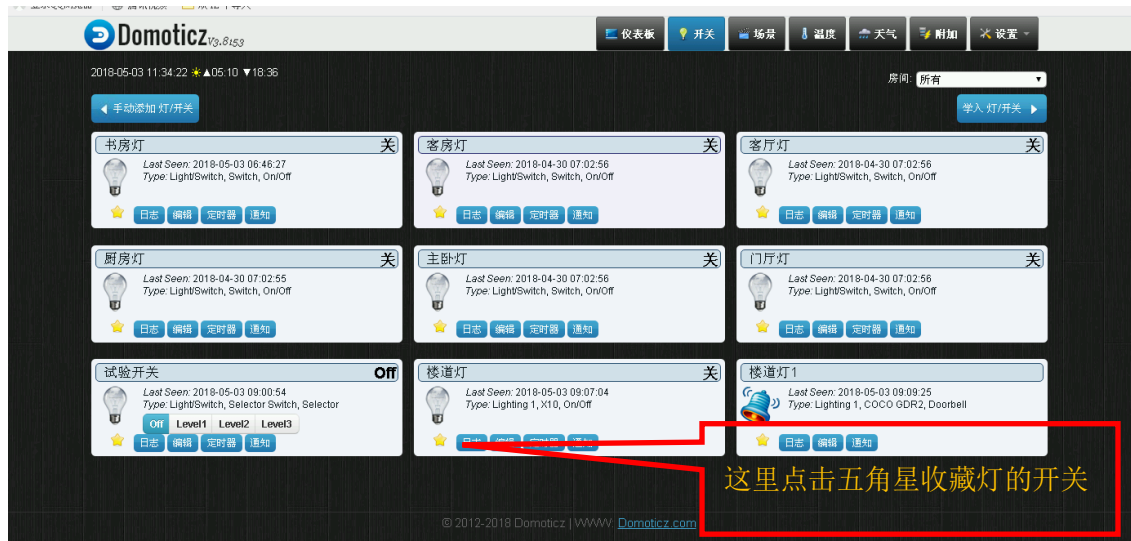 Domoticz V3.8153
仪表板 开关 场景 温度 天气 附加 设置
2018-05-03 11:34:22 ☀▲05:10 ▼18:36
房间: 所有
手动添加 灯/开关
学入 灯/开关
书房灯 关
Last Seen: 2018-05-03 06:46:27
Type: Light/Switch, Switch, On/Off
日志 编辑 定时器 通知
客房灯 关
Last Seen: 2018-04-30 07:02:56
Type: Light/Switch, Switch, On/Off
日志 编辑 定时器 通知
客厅灯 关
Last Seen: 2018-04-30 07:02:56
Type: Light/Switch, Switch, On/Off
日志 编辑 定时器 通知
厨房灯 关
Last Seen: 2018-04-30 07:02:55
Type: Light/Switch, Switch, On/Off
日志 编辑 定时器 通知
主卧灯 关
Last Seen: 2018-04-30 07:02:56
Type: Light/Switch, Switch, On/Off
日志 编辑 定时器 通知
门厅灯 关
Last Seen: 2018-04-30 07:02:56
Type: Light/Switch, Switch, On/Off
日志 编辑 定时器 通知
试验开关 Off
Last Seen: 2018-05-03 09:00:54
Type: Light/Switch, Selector Switch, Selector
Off Level1 Level2 Level3
日志 编辑 定时器 通知
楼道灯 关
Last Seen: 2018-05-03 09:07:04
Type: Lighting 1, X10, On/Off
日志 编辑 定时器 通知
楼道灯1
Last Seen: 2018-05-03 09:09:25
Type: Lighting 1, COCO GDR2, Doorbell
日志 编辑 通知
这里点击五角星收藏灯的开关
© 2012-2018 Domoticz | WWW: Domoticz.com